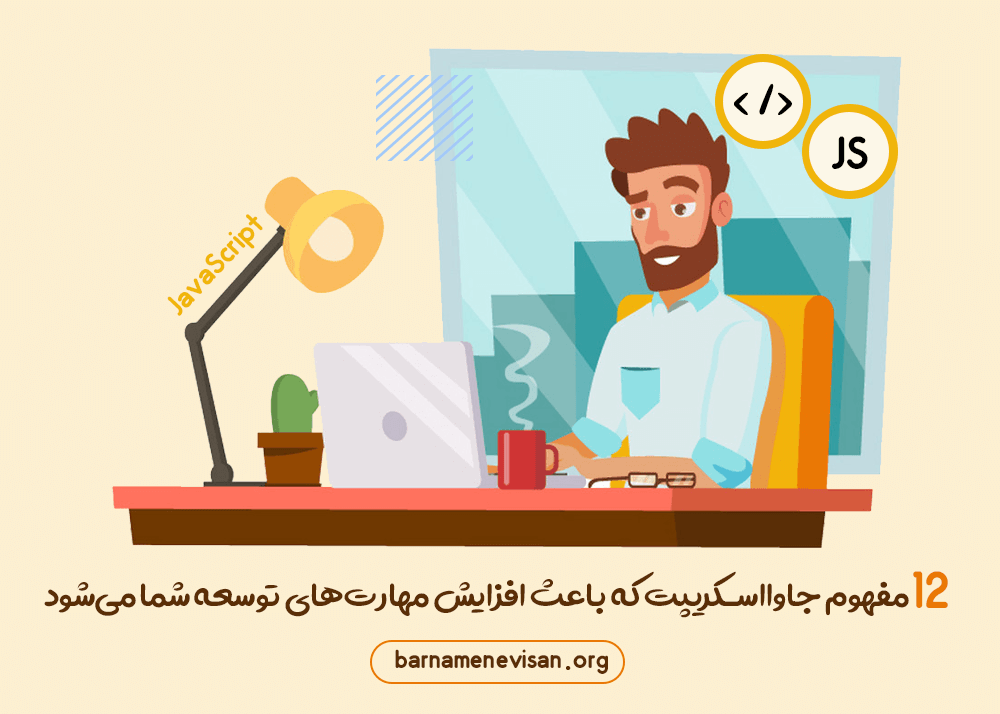 </>
JS
JavaScript
12 مفهوم جاوااسکریپت که باعث افزایش مهارت‌های توسعه شما می‌شود
barnamenevisan.org